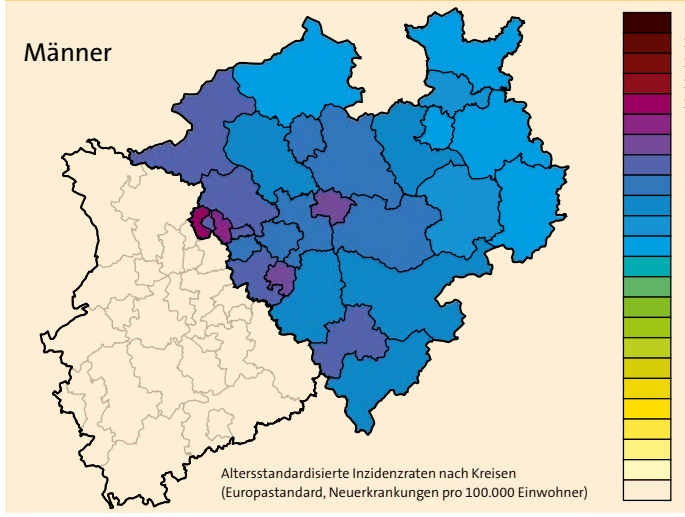 Männer
Altersstandardisierte Inzidenzraten nach Kreisen
(Europastandard, Neuerkrankungen pro 100.000 Einwohner)